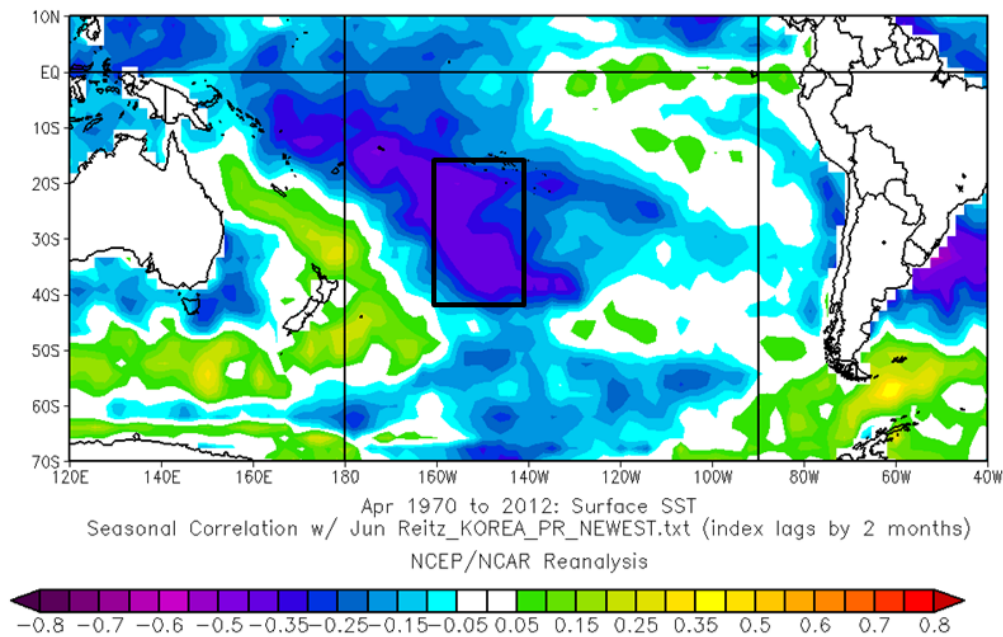 10N
EQ
10S
20S
30S
40S
50S
60S
70S
120E 140E 160E 180 160W 140W 120W 100W 80W 60W 40W
Apr 1970 to 2012: Surface SST
Seasonal Correlation w/ Jun Reitz_KOREA_PR_NEWEST.txt (index lags by 2 months)
NCEP/NCAR Reanalysis
-0.8 -0.7 -0.6 -0.5 -0.35 -0.25 -0.15 -0.05 0.05 0.15 0.25 0.35 0.5 0.6 0.7 0.8